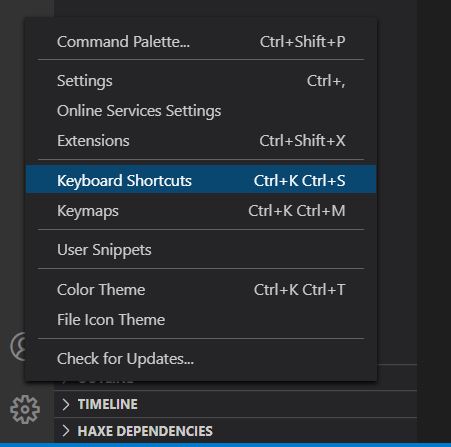 Command Palette... Ctrl+Shift+P
Settings Ctrl+,
Online Services Settings
Extensions Ctrl+Shift+X
Keyboard Shortcuts Ctrl+K Ctrl+S
Keymaps Ctrl+K Ctrl+M
User Snippets
Color Theme Ctrl+K Ctrl+T
File Icon Theme
Check for Updates...
OUTLINE
TIMELINE
HAXE DEPENDENCIES